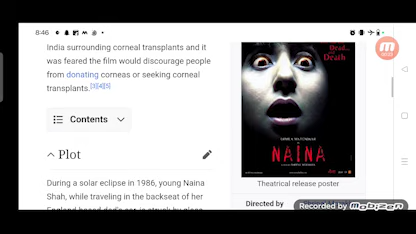 8:46
India surrounding corneal transplants and it
was feared the film would discourage people
from donating corneas or seeking corneal
transplants.[3][4][5]
Contents
Plot
During a solar eclipse in 1986, young Naina
Shah, while traveling in the backseat of her
Dead...
Death
NAINA
Theatrical release poster
Directed by
Recorded by mobizen